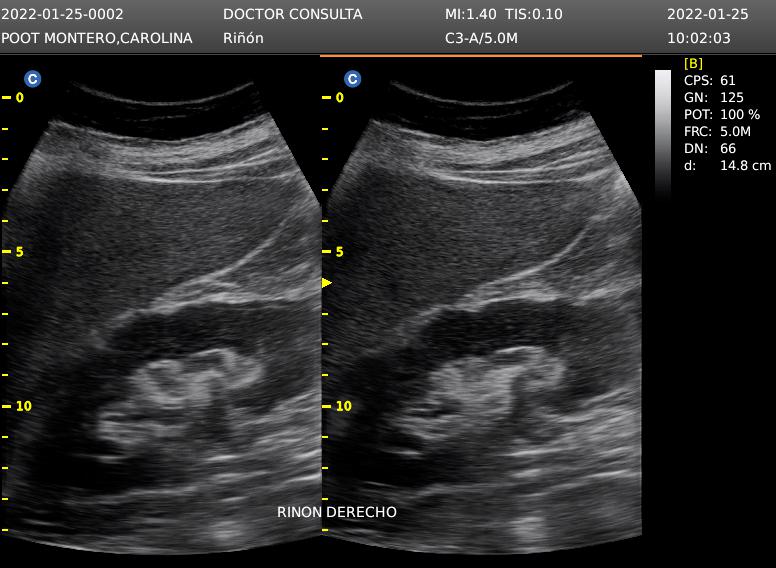 2022-01-25-0002 DOCTOR CONSULTA MI:1.40 TIS:0.10 2022-01-25
POOT MONTERO,CAROLINA Riñón C3-A/5.0M 10:02:03
[B]
CPS: 61
GN: 125
POT: 100 %
FRC: 5.0M
DN: 66
d: 14.8 cm
C C
0 0
5 5
10 10
RINON DERECHO